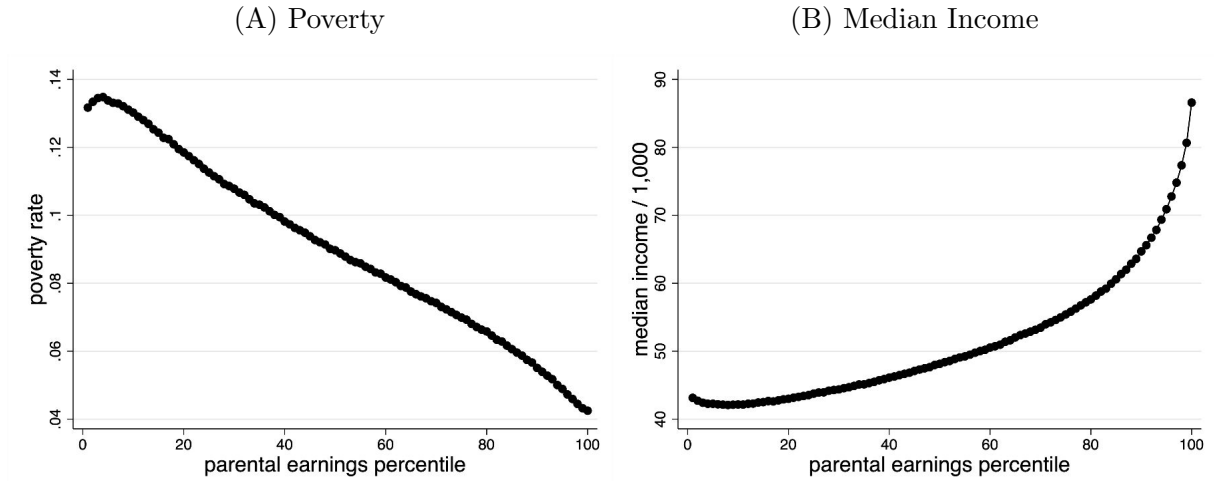 (A) Poverty
.14
.12
.1
.08
.06
.04
poverty rate
0 20 40 60 80 100
parental earnings percentile
(B) Median Income
90
80
70
60
50
40
median income / 1,000
0 20 40 60 80 100
parental earnings percentile